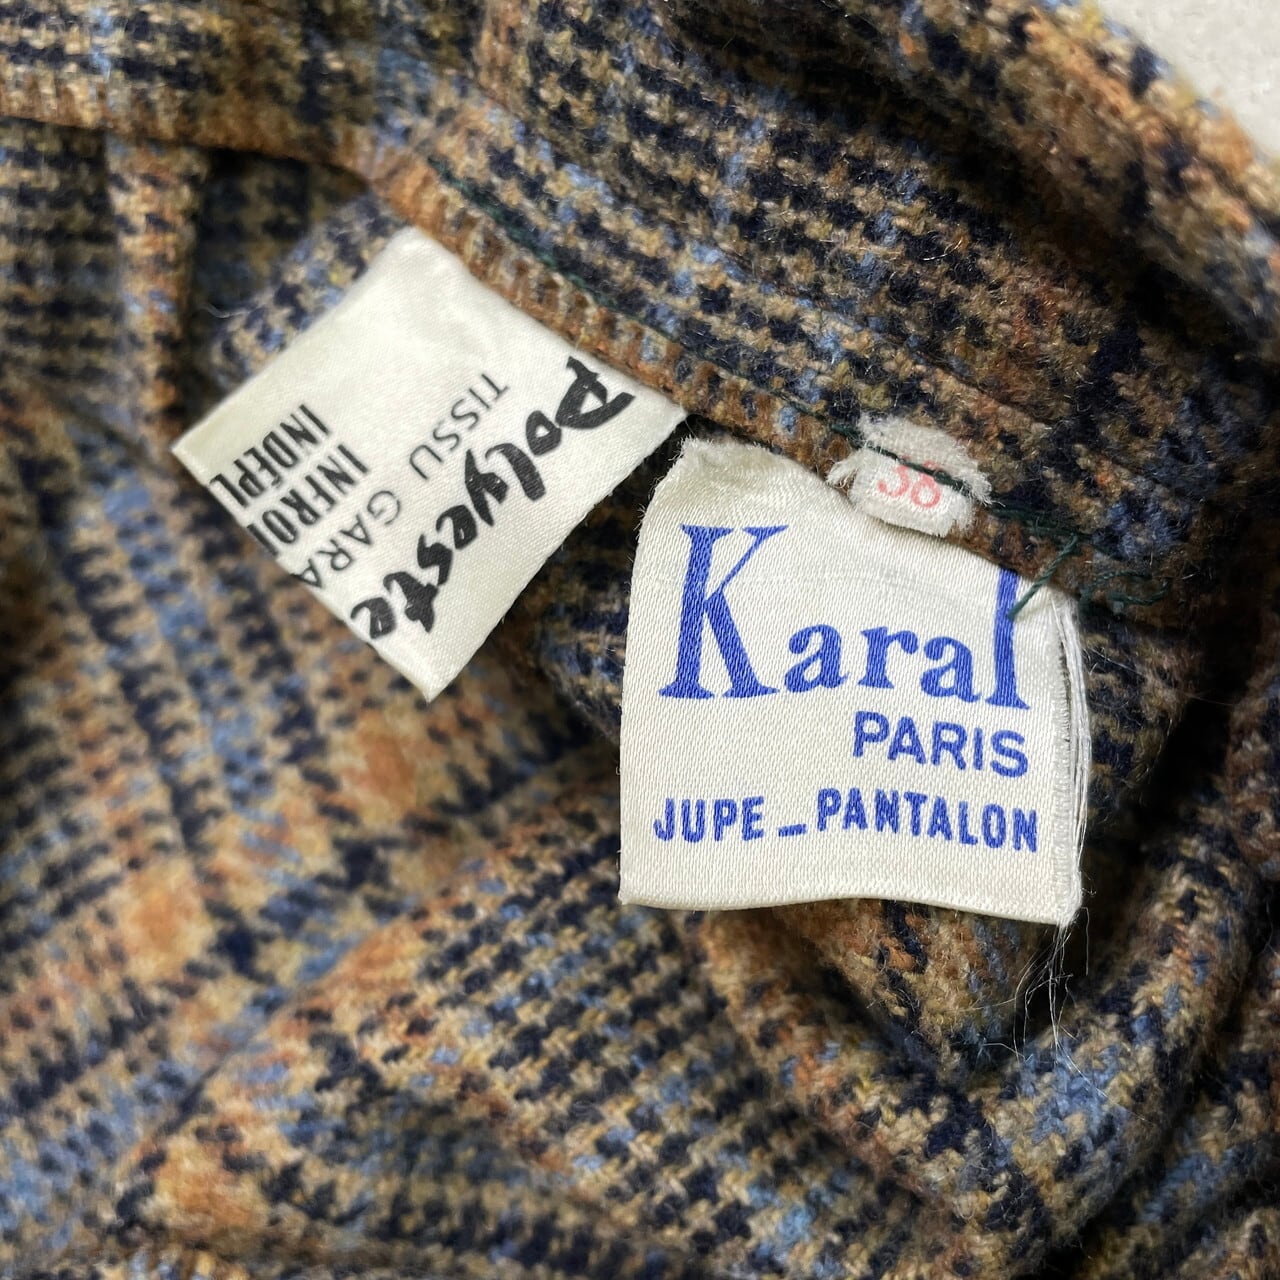 Polyeste
TISSU GARA
INFROI
INDÉPL
38
Karal
PARIS
JUPE_PANTALON